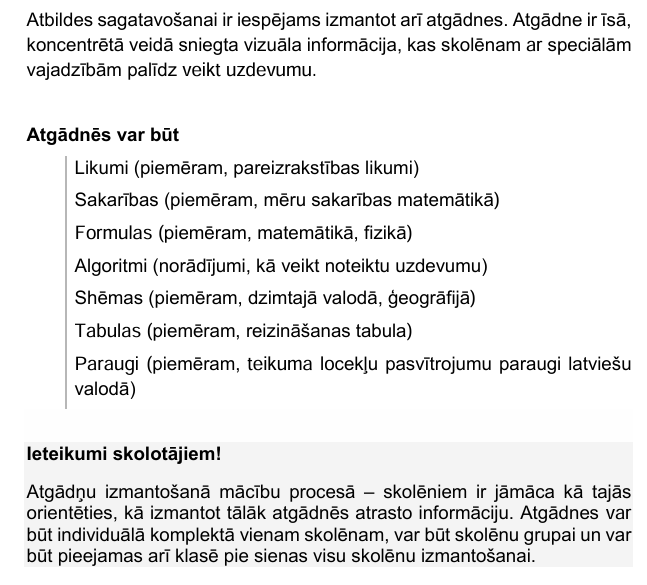 Atbildes sagatavošanai ir iespējams izmantot arī atgādnes. Atgādne ir īsā,
koncentrētā veidā sniegta vizuāla informācija, kas skolēnam ar speciālām
vajadzībām palīdz veikt uzdevumu.
Atgādnēs var būt
Likumi (piemēram, pareizrakstības likumi)
Sakarības (piemēram, mēru sakarības matemātikā)
Formulas (piemēram, matemātikā, fizikā)
Algoritmi (norādījumi, kā veikt noteiktu uzdevumu)
Shēmas (piemēram, dzimtajā valodā, ģeogrāfijā)
Tabulas (piemēram, reizināšanas tabula)
Paraugi (piemēram, teikuma locekļu pasvītrojumu paraugi latviešu
valodā)
Ieteikumi skolotājiem!
Atgādņu izmantošanā mācību procesā – skolēniem ir jāmāca kā tajās
orientēties, kā izmantot tālāk atgādnēs atrasto informāciju. Atgādnes var
būt individuālā komplektā vienam skolēnam, var būt skolēnu grupai un var
būt pieejamas arī klasē pie sienas visu skolēnu izmantošanai.